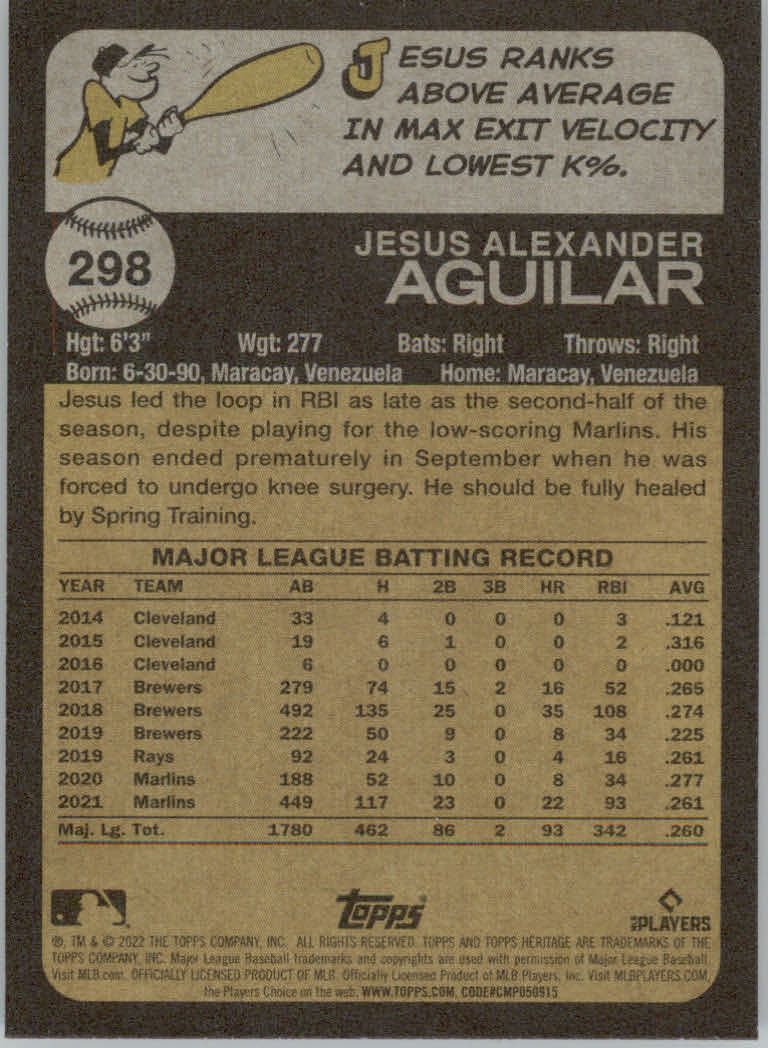 JESUS RANKS
ABOVE AVERAGE
IN MAX EXIT VELOCITY
AND LOWEST K%.
298
JESUS ALEXANDER
AGUILAR
Hgt: 6'3" Wgt: 277 Bats: Right Throws: Right
Born: 6-30-90, Maracay, Venezuela Home: Maracay, Venezuela
Jesus led the loop in RBI as late as the second-half of the
season, despite playing for the low-scoring Marlins. His
season ended prematurely in September when he was
forced to undergo knee surgery. He should be fully healed
by Spring Training.
MAJOR LEAGUE BATTING RECORD
YEAR TEAM AB H 2B 3B HR RBI AVG
2014 Cleveland 33 4 0 0 0 3 .121
2015 Cleveland 19 6 1 0 0 2 .316
2016 Cleveland 6 0 0 0 0 0 .000
2017 Brewers 279 74 15 2 16 52 .265
2018 Brewers 492 135 25 0 35 108 .274
2019 Brewers 222 50 9 0 8 34 .225
2019 Rays 92 24 3 0 4 16 .261
2020 Marlins 188 52 10 0 8 34 .277
2021 Marlins 449 117 23 0 22 93 .261
Maj. Lg. Tot. 1780 462 86 2 93 342 .260
Topps
MLB PLAYERS
®, TM & © 2022 THE TOPPS COMPANY, INC. ALL RIGHTS RESERVED. TOPPS AND TOPPS HERITAGE ARE TRADEMARKS OF THE
TOPPS COMPANY, INC. Major League Baseball trademarks and copyrights are used with permission of Major League Baseball.
Visit MLB.com. OFFICIALLY LICENSED PRODUCT OF MLB Players, Inc. Visit MLBPLAYERS.COM,
the Players Choice on the web. WWW.TOPPS.COM. CODE#CMP050915